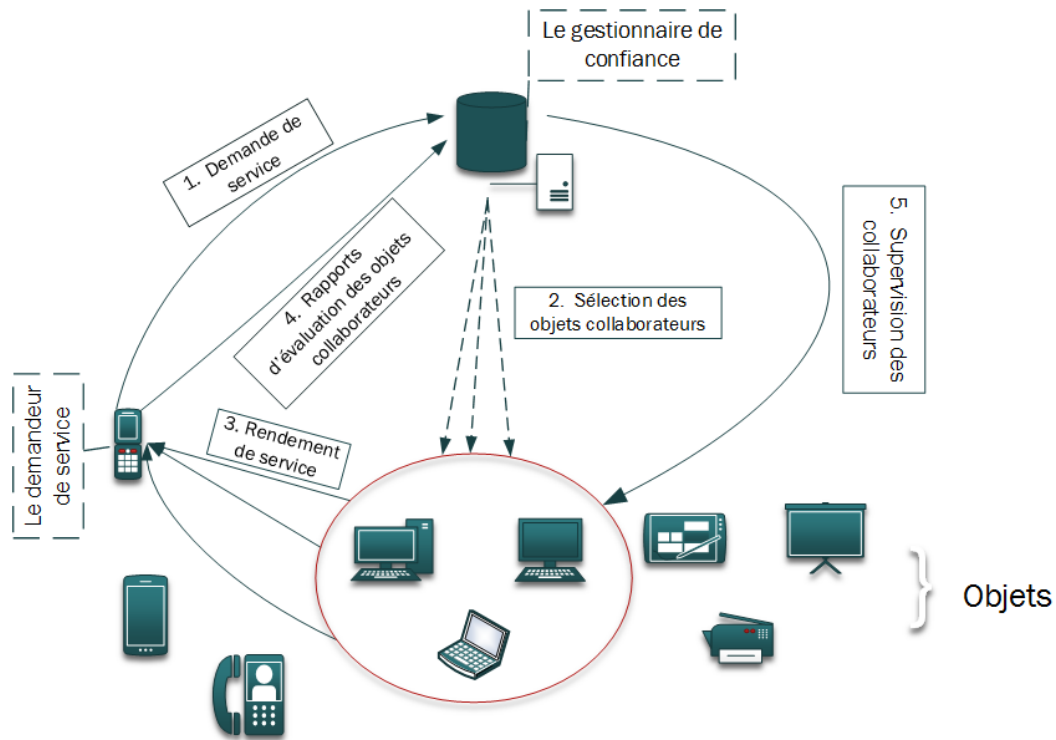 Le gestionnaire de
confiance
1. Demande de
service
4. Rapports
d'évaluation des objets
collaborateurs
2. Sélection des
objets collaborateurs
5. Supervision des
collaborateurs
Le demandeur
de service
3. Rendement
de service
Objets